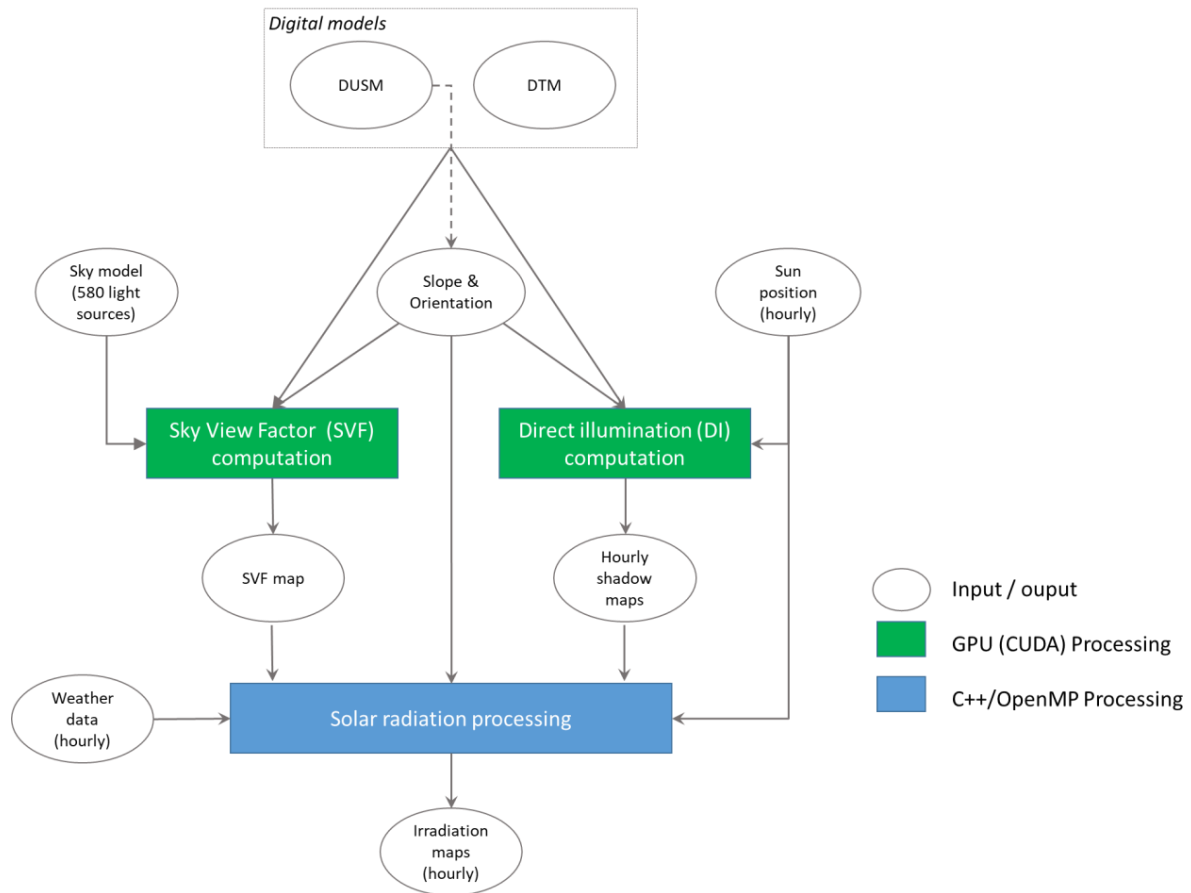 Digital models
DUSM
DTM
Sky model
(580 light
sources)
Slope &
Orientation
Sun
position
(hourly)
Sky View Factor  (SVF)
computation
Direct illumination (DI)
computation
SVF map
Hourly
shadow
maps
Input / ouput
GPU (CUDA) Processing
C++/OpenMP Processing
Weather
data
(hourly)
Solar radiation processing
Irradiation
maps
(hourly)